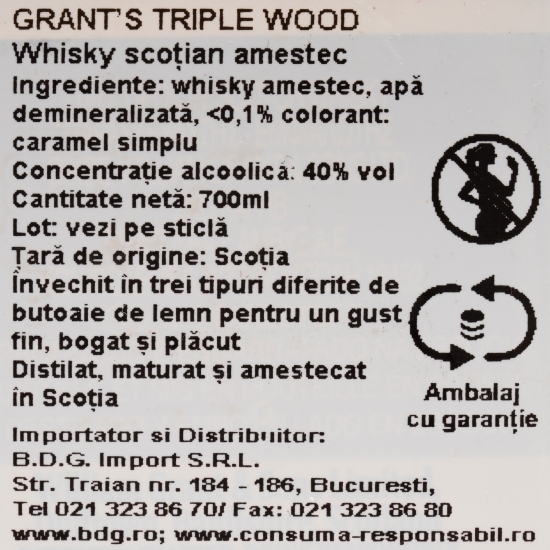 GRANT'S TRIPLE WOOD
Whisky scoțian amestec
Ingrediente: whisky amestec, apă
demineralizată, <0,1% colorant:
caramel simplu
Concentrație alcoolică: 40% vol
Cantitate netă: 700ml
Lot: vezi pe sticlă
Țară de origine: Scoția
Învechit în trei tipuri diferite de
butoaie de lemn pentru un gust
fin, bogat și plăcut
Distilat, maturat și amestecat
în Scoția
Ambalaj
cu garanție
Importator si Distribuitor:
B.D.G. Import S.R.L.
Str. Traian nr. 184 - 186, Bucuresti,
Tel 021 323 86 70/ Fax: 021 323 86 80
www.bdg.ro; www.consuma-responsabil.ro